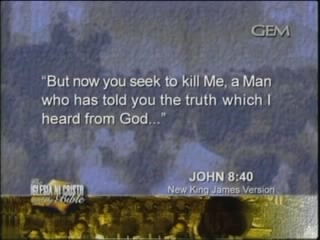 GEM
“But now you seek to kill Me, a Man
who has told you the truth which I
heard from God...”
JOHN 8:40
New King James Version
IGLESIA NI CRISTO
Bible